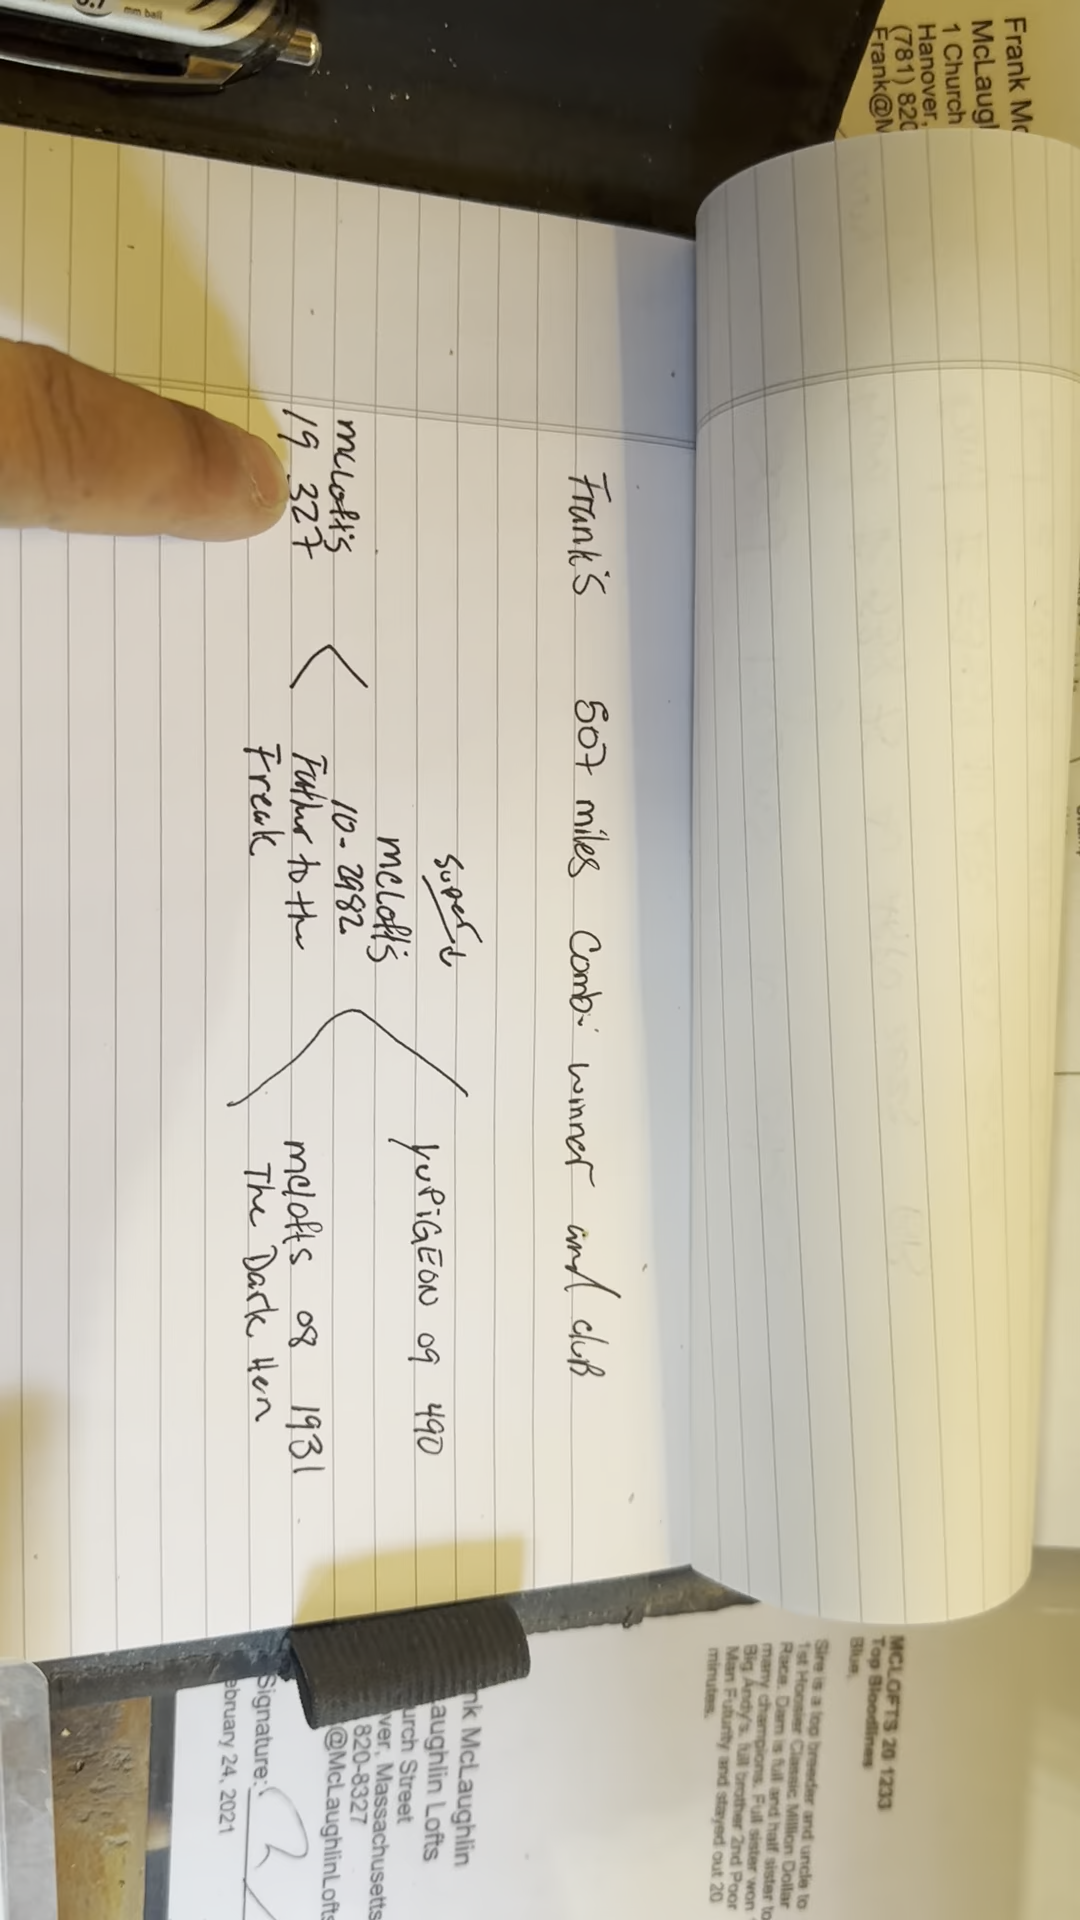 mm ball
Frank Mc
McLaugl
1 Church
Hanover,
(781) 820
Frank@M
Frank's 507 miles Combi winner and cluB
super
mcloft's
10-2982
Father to the
Freak
mcloft's
19 327
yuPiGEON 09 490
mclofts 08 1931
The Dark Hen
MCLOFTS 20 1233
Top Bloodlines
Blue,
Sire is a top breeder and uncle to
1st Hoosier Classic Million Dollar
Race. Dam is full and half sister to
many champions. Full sister won
Big Andy's, full brother 2nd Poor
Man Futurity and stayed out 20
minutes.
nk McLaughlin
aughlin Lofts
urch Street
ver, Massachusetts
820-8327
@McLaughlinLofts
Signature:
ebruary 24, 2021